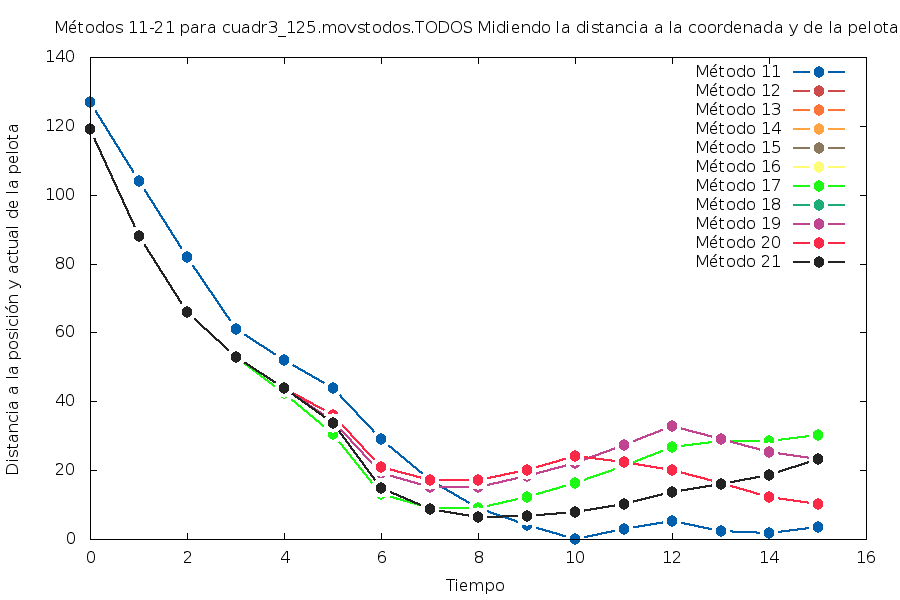 Métodos 11-21 para cuadr3_125.movstodos.TODOS Midiendo la distancia a la coordenada y de la pelota
Distancia a la posición y actual de la pelota
140
120
100
80
60
40
20
0
Método 11
Método 12
Método 13
Método 14
Método 15
Método 16
Método 17
Método 18
Método 19
Método 20
Método 21
0 2 4 6 8 10 12 14 16
Tiempo